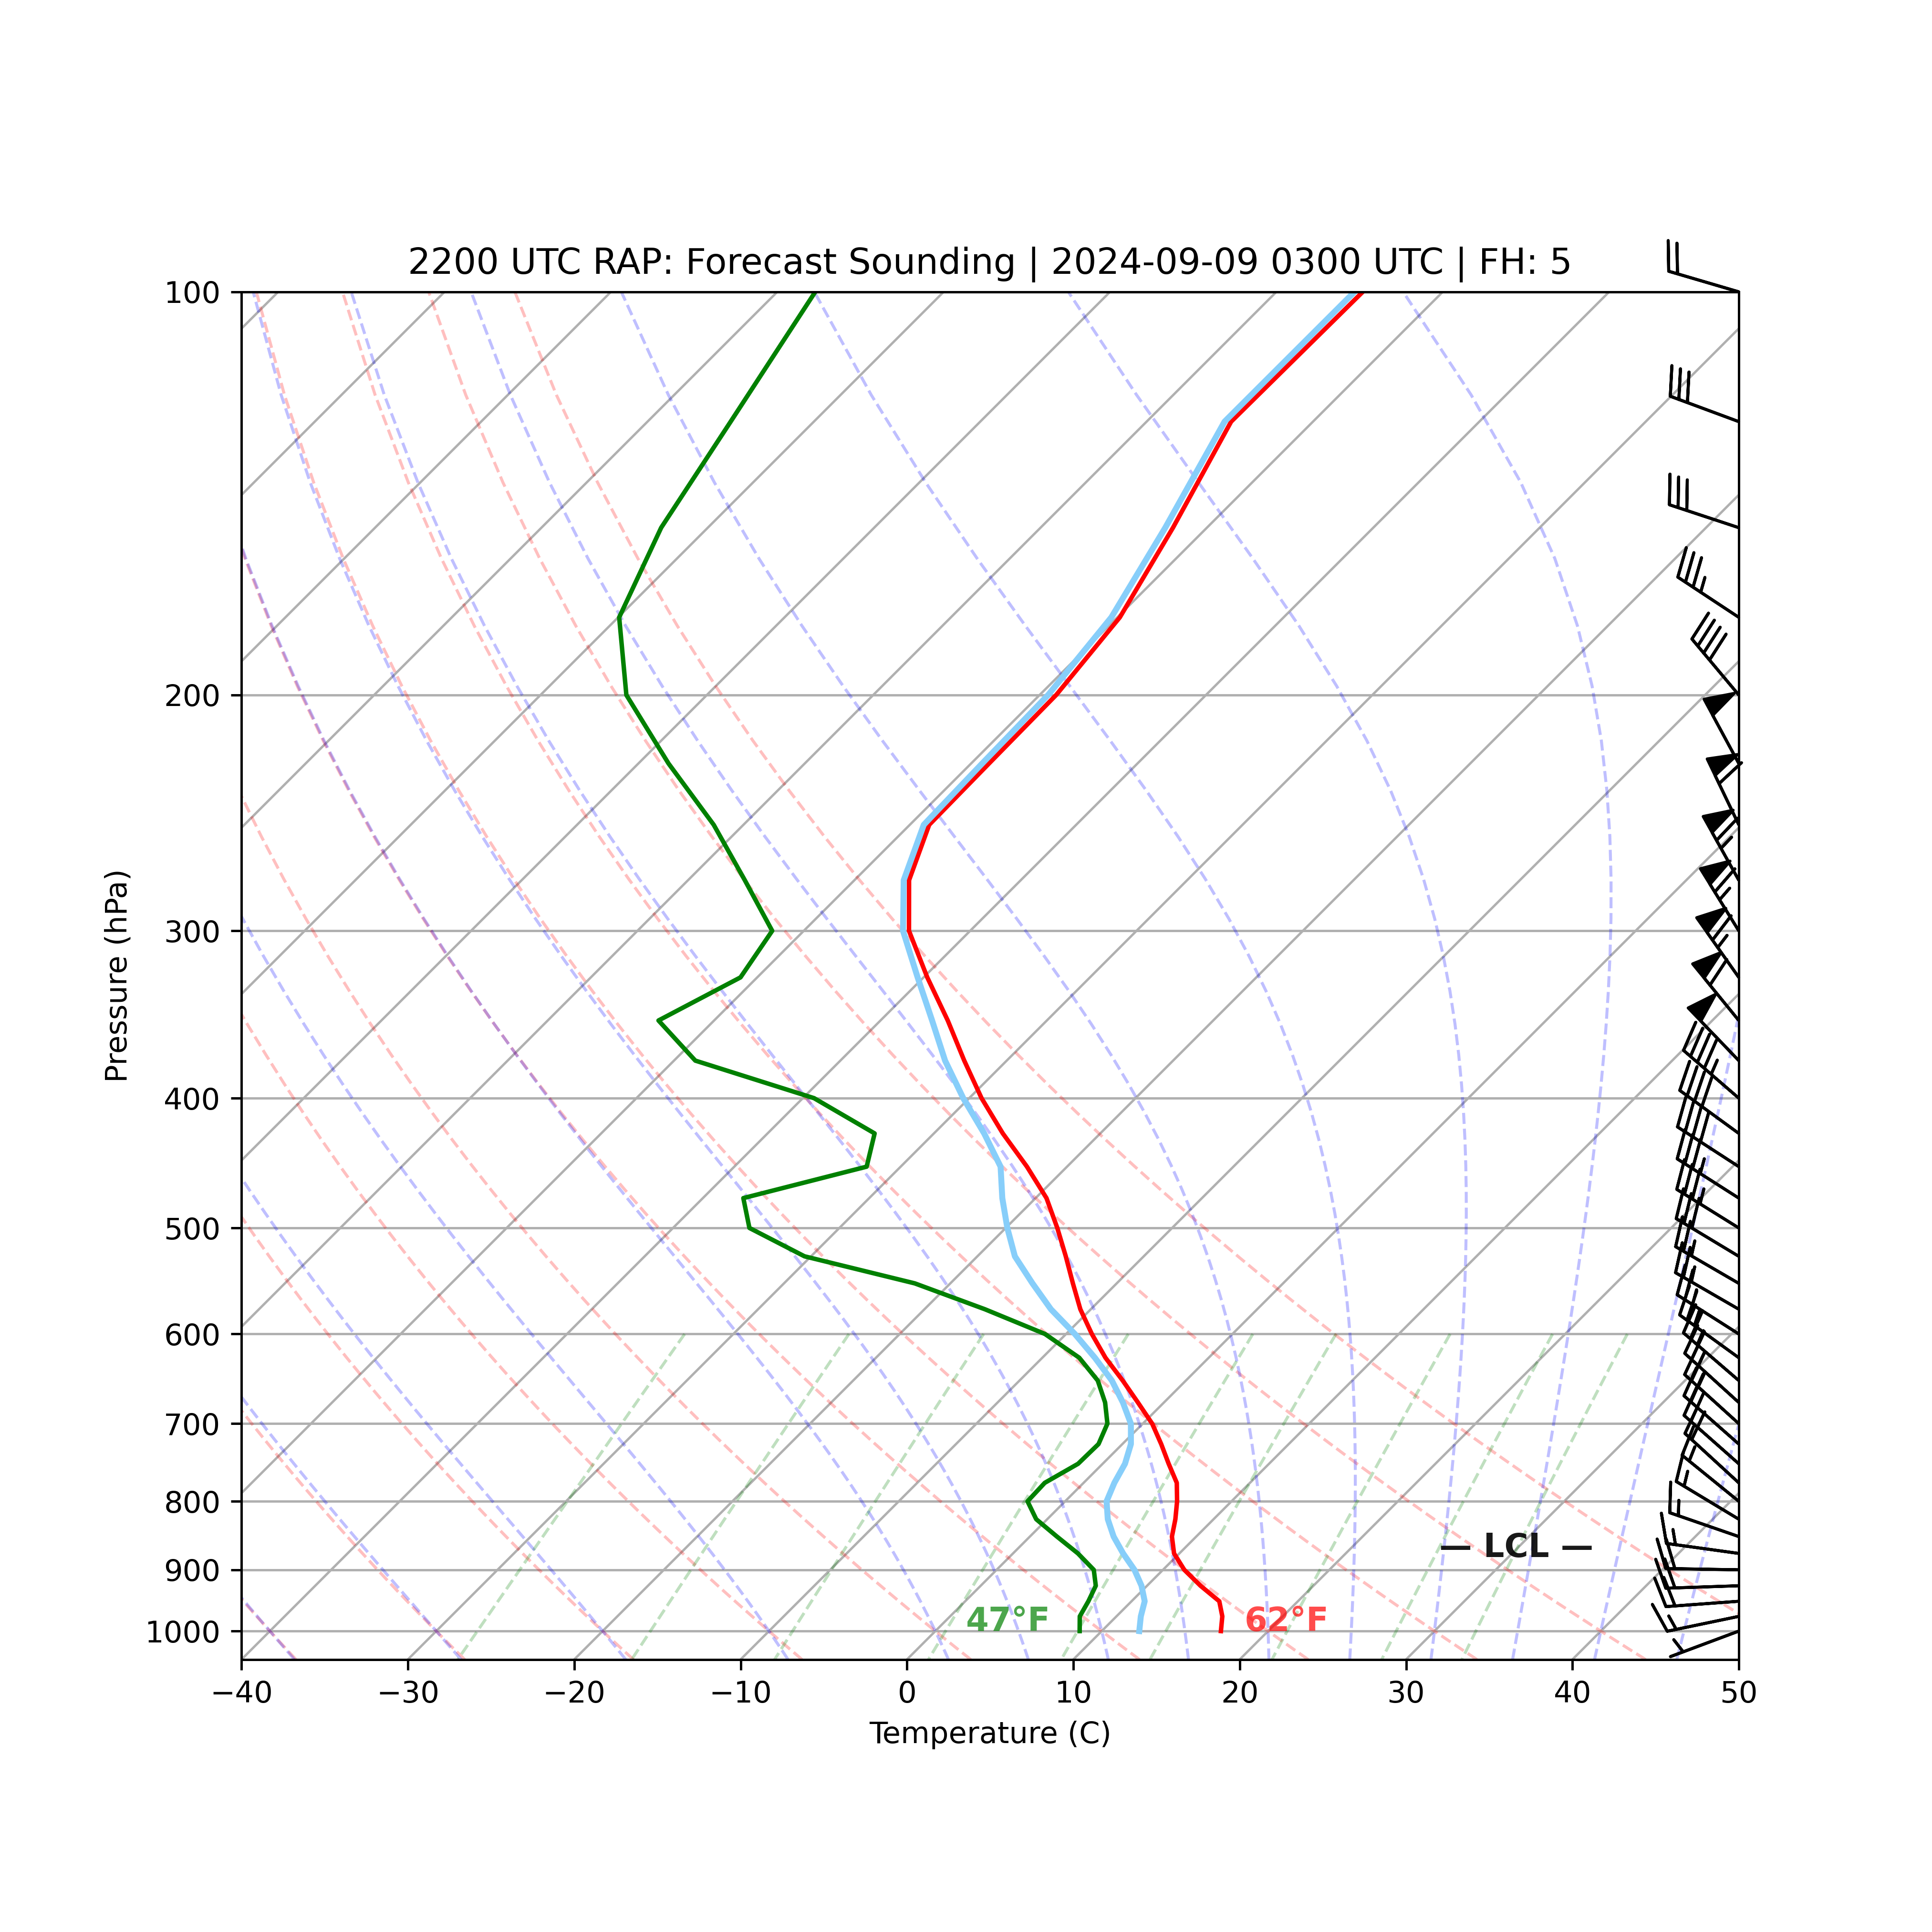 2200 UTC RAP: Forecast Sounding | 2024-09-09 0300 UTC | FH: 5
100
200
300
400
500
600
700
800
900
1000
Pressure (hPa)
— LCL —
47°F
62°F
−40 −30 −20 −10 0 10 20 30 40 50
Temperature (C)